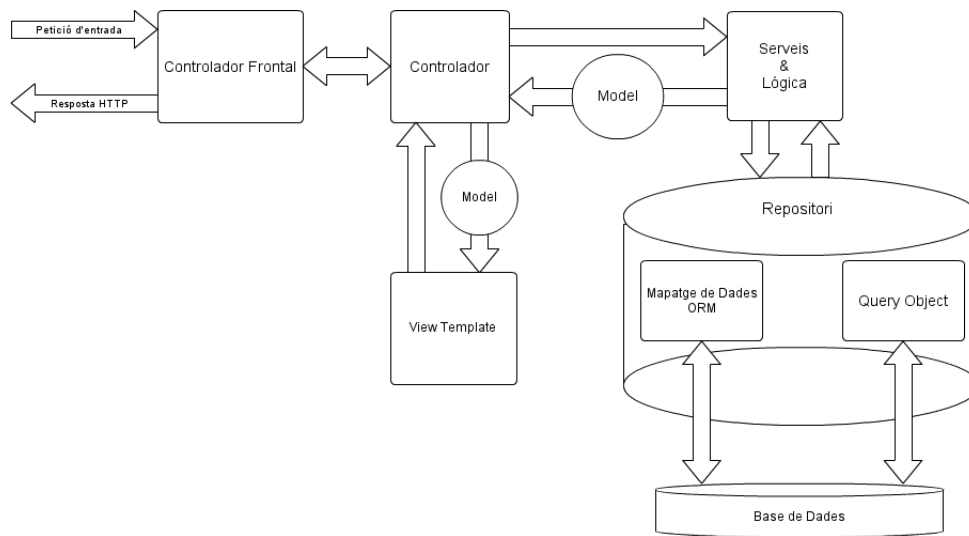 Petició d'entrada
Resposta HTTP
Controlador Frontal
Controlador
Model
Serveis
&
Lógica
Model
View Template
Repositori
Mapatge de Dades
ORM
Query Object
Base de Dades